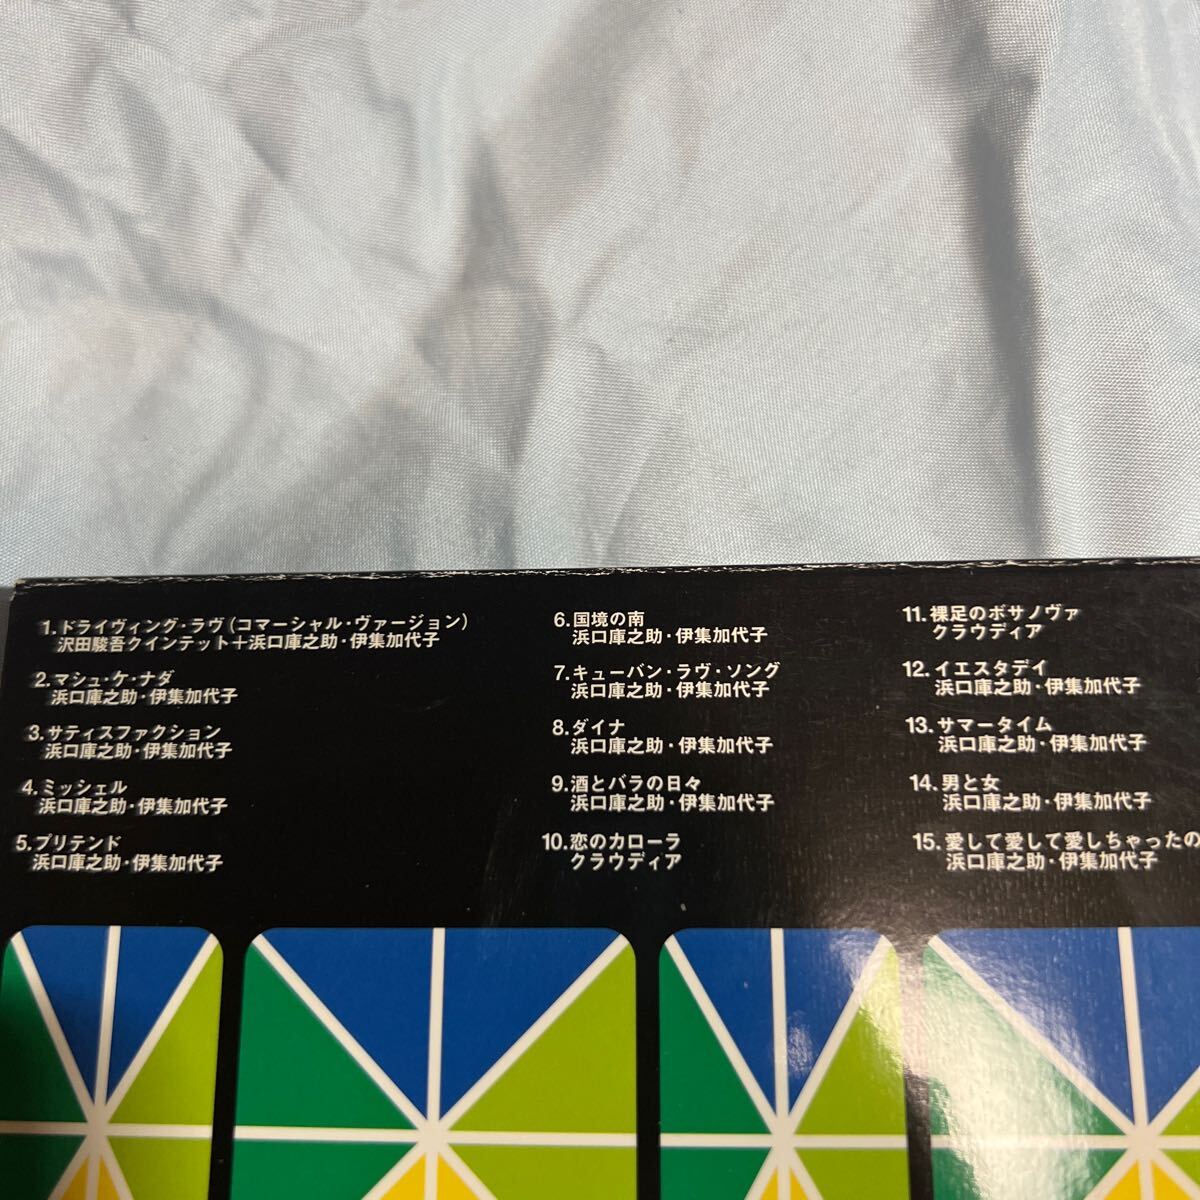 1.ドライヴィング・ラヴ(コマーシャル・ヴァージョン)
沢田駿吾クインテット＋浜口庫之助・伊集加代子
2.マシュ・ケ・ナダ
浜口庫之助・伊集加代子
3.サティスファクション
浜口庫之助・伊集加代子
4.ミッシェル
浜口庫之助・伊集加代子
5.プリテンド
浜口庫之助・伊集加代子
6.国境の南
浜口庫之助・伊集加代子
7.キューバン・ラヴ・ソング
浜口庫之助・伊集加代子
8.ダイナ
浜口庫之助・伊集加代子
9.酒とバラの日々
浜口庫之助・伊集加代子
10.恋のカローラ
クラウディア
11.裸足のボサノヴァ
クラウディア
12.イエスタデイ
浜口庫之助・伊集加代子
13.サマータイム
浜口庫之助・伊集加代子
14.男と女
浜口庫之助・伊集加代子
15.愛して愛して愛しちゃったの
浜口庫之助・伊集加代子